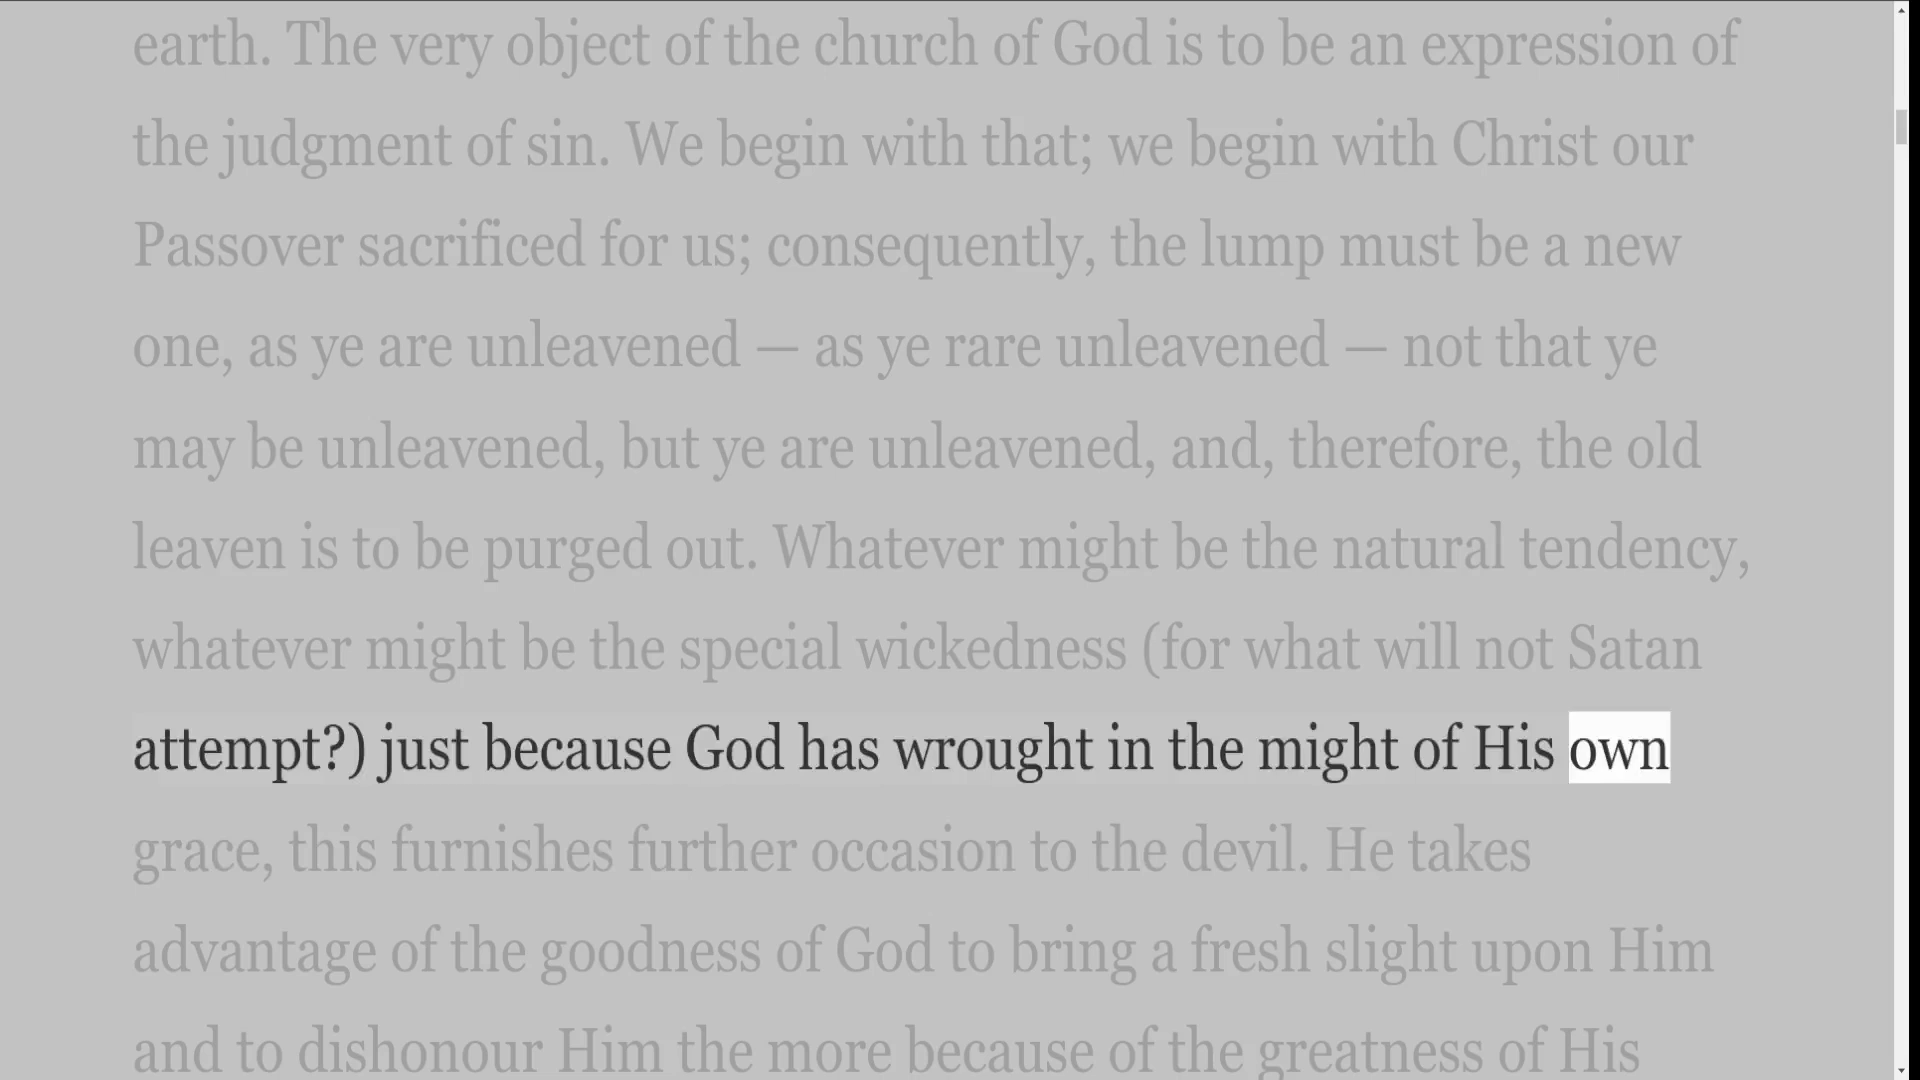 earth. The very object of the church of God is to be an expression of
the judgment of sin. We begin with that; we begin with Christ our
Passover sacrificed for us; consequently, the lump must be a new
one, as ye are unleavened — as ye rare unleavened — not that ye
may be unleavened, but ye are unleavened, and, therefore, the old
leaven is to be purged out. Whatever might be the natural tendency,
whatever might be the special wickedness (for what will not Satan
attempt?) just because God has wrought in the might of His own
grace, this furnishes further occasion to the devil. He takes
advantage of the goodness of God to bring a fresh slight upon Him
and to dishonour Him the more because of the greatness of His